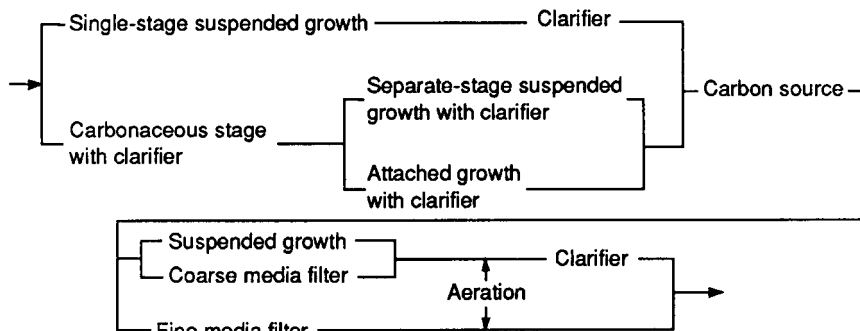 Single-stage suspended growth
Clarifier
Separate-stage suspended
growth with clarifier
Carbon source
Carbonaceous stage
with clarifier
Attached growth
with clarifier
Suspended growth
Coarse media filter
Clarifier
Aeration
Fine media filter